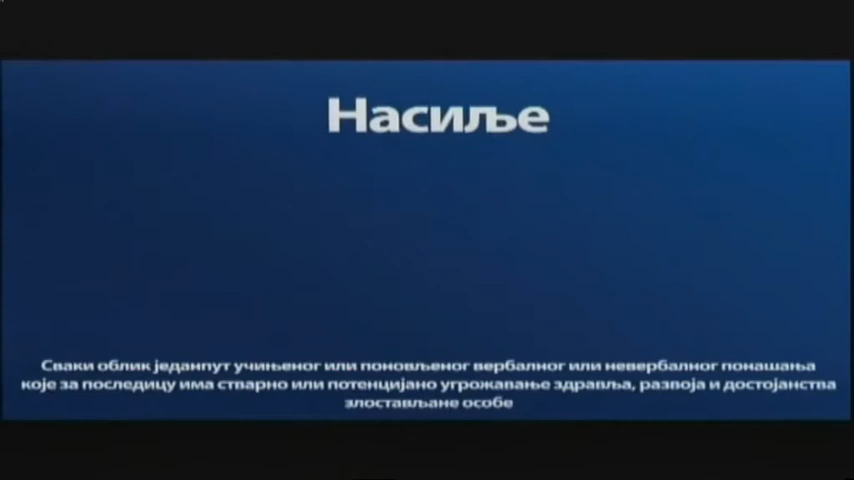 Насиље
Сваки облик једанпут учињеног или поновљеног вербалног или невербалног понашања
које за последицу има стварно или потенцијано угрожавање здравља, развоја и достојанства
злостављане особе